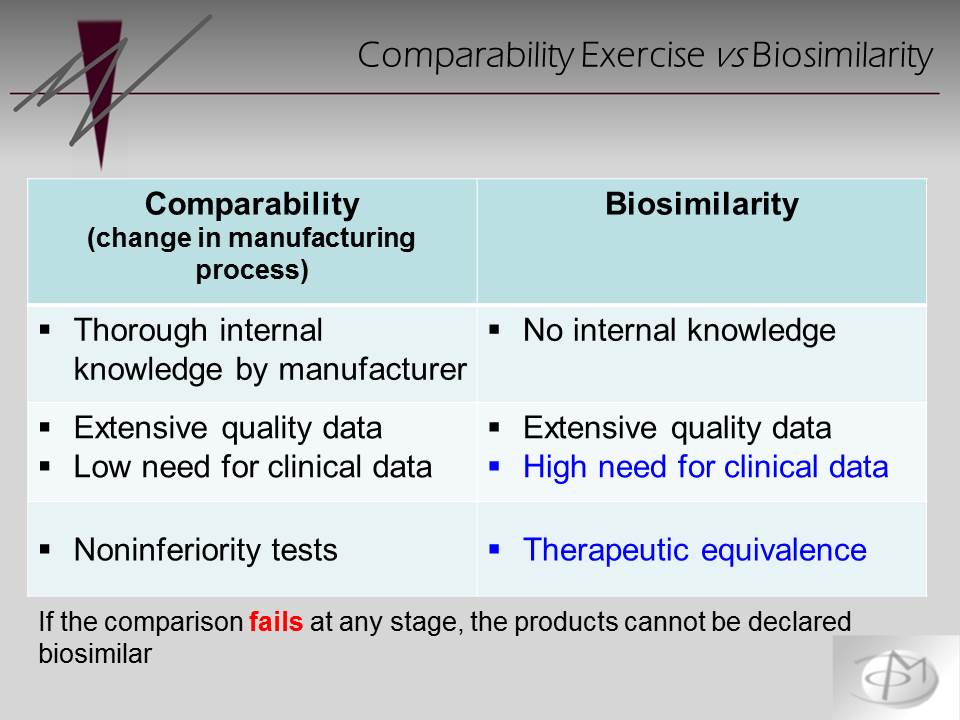 Comparability Exercise vs Biosimilarity
Comparability
(change in manufacturing
process)
Biosimilarity
▪ Thorough internal
knowledge by manufacturer
▪ No internal knowledge
▪ Extensive quality data
▪ Low need for clinical data
▪ Extensive quality data
▪ High need for clinical data
▪ Noninferiority tests
▪ Therapeutic equivalence
If the comparison fails at any stage, the products cannot be declared
biosimilar